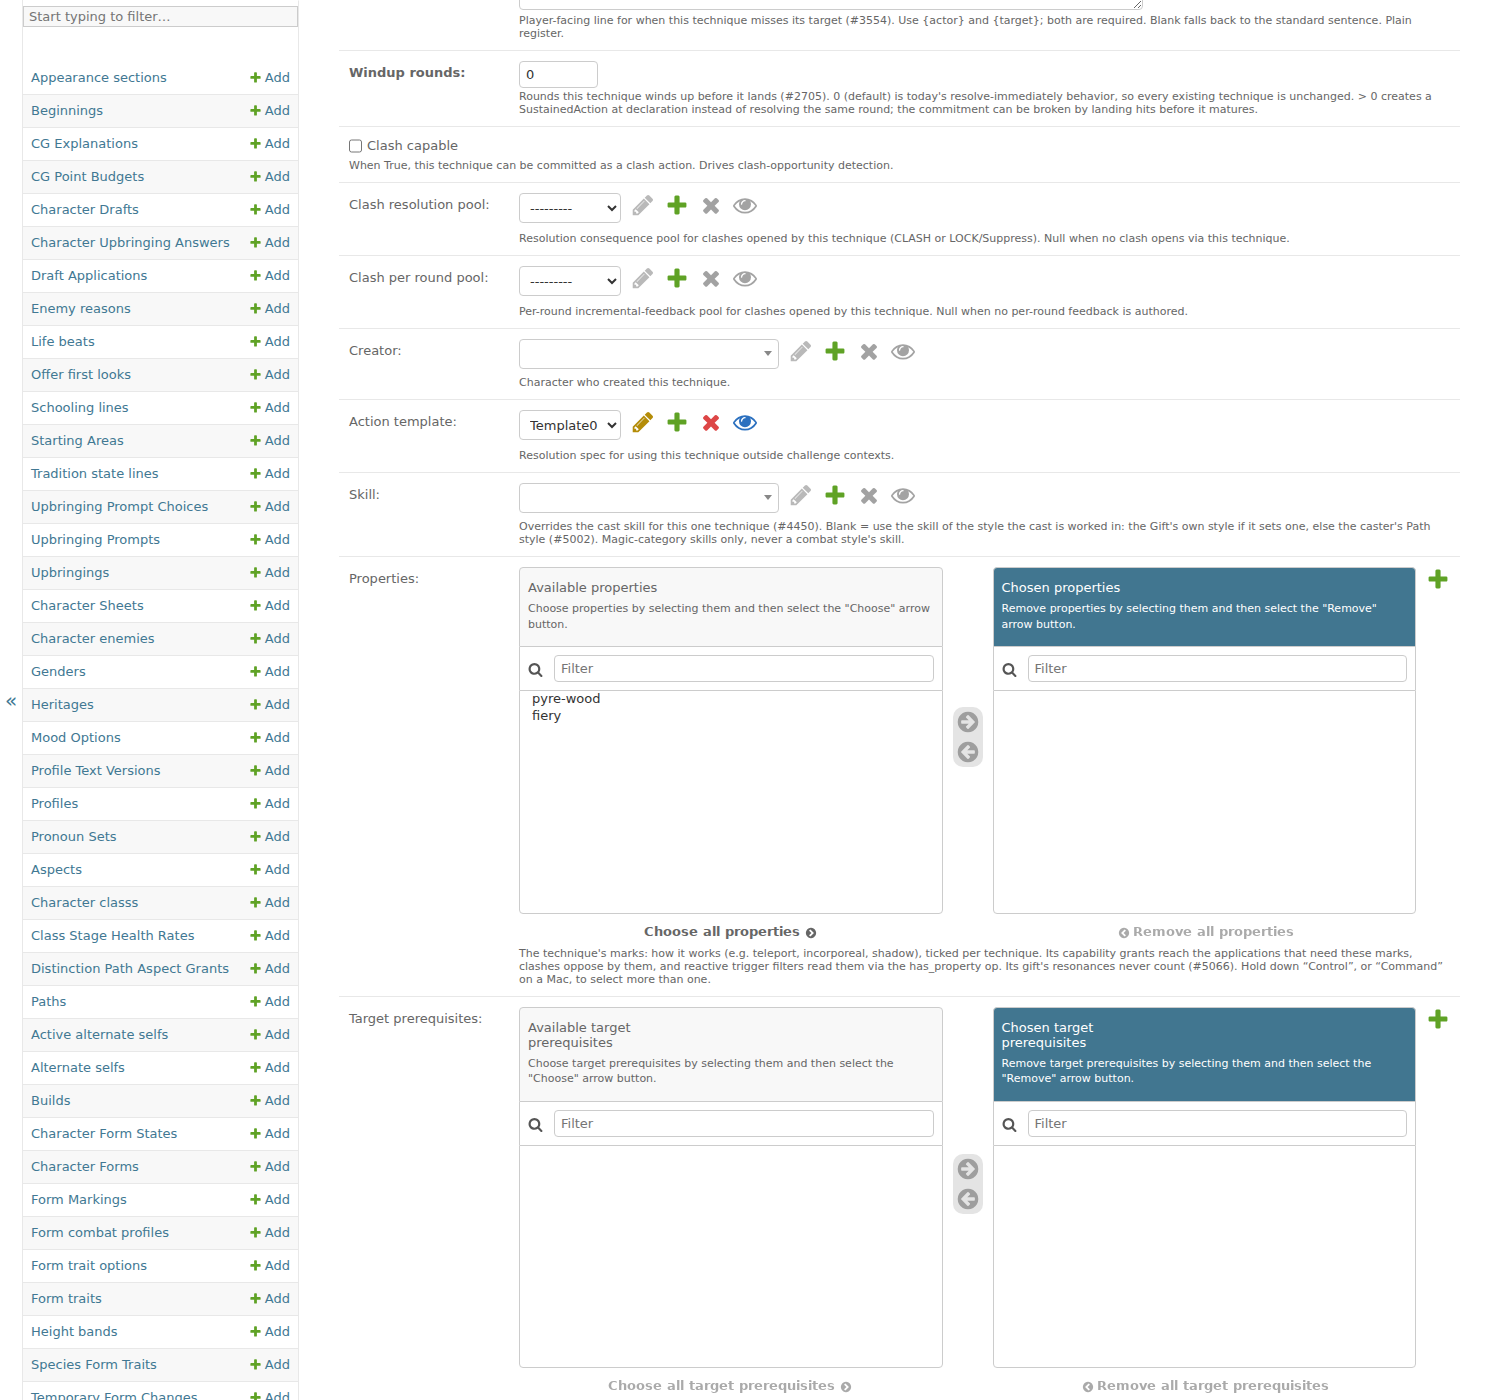 Start typing to filter…
Appearance sections Add
Beginnings Add
CG Explanations Add
CG Point Budgets Add
Character Drafts Add
Character Upbringing Answers Add
Draft Applications Add
Enemy reasons Add
Life beats Add
Offer first looks Add
Schooling lines Add
Starting Areas Add
Tradition state lines Add
Upbringing Prompt Choices Add
Upbringing Prompts Add
Upbringings Add
Character Sheets Add
Character enemies Add
Genders Add
Heritages Add
Mood Options Add
Profile Text Versions Add
Profiles Add
Pronoun Sets Add
Aspects Add
Character classs Add
Class Stage Health Rates Add
Distinction Path Aspect Grants Add
Paths Add
Active alternate selfs Add
Alternate selfs Add
Builds Add
Character Form States Add
Character Forms Add
Form Markings Add
Form combat profiles Add
Form trait options Add
Form traits Add
Height bands Add
Species Form Traits Add
Temporary Form Changes Add
«
Player-facing line for when this technique misses its target (#3554). Use {actor} and {target}; both are required. Blank falls back to the standard sentence. Plain
register.
Windup rounds:
0
Rounds this technique winds up before it lands (#2705). 0 (default) is today's resolve-immediately behavior, so every existing technique is unchanged. > 0 creates a
SustainedAction at declaration instead of resolving the same round; the commitment can be broken by landing hits before it matures.
Clash capable
When True, this technique can be committed as a clash action. Drives clash-opportunity detection.
Clash resolution pool:
---------
Resolution consequence pool for clashes opened by this technique (CLASH or LOCK/Suppress). Null when no clash opens via this technique.
Clash per round pool:
---------
Per-round incremental-feedback pool for clashes opened by this technique. Null when no per-round feedback is authored.
Creator:
Character who created this technique.
Action template:
Template0
Resolution spec for using this technique outside challenge contexts.
Skill:
Overrides the cast skill for this one technique (#4450). Blank = use the skill of the style the cast is worked in: the Gift's own style if it sets one, else the caster's Path
style (#5002). Magic-category skills only, never a combat style's skill.
Properties:
Available properties
Choose properties by selecting them and then select the "Choose" arrow
button.
Filter
pyre-wood
fiery
Choose all properties
Chosen properties
Remove properties by selecting them and then select the "Remove"
arrow button.
Filter
Remove all properties
The technique's marks: how it works (e.g. teleport, incorporeal, shadow), ticked per technique. Its capability grants reach the applications that need these marks,
clashes oppose by them, and reactive trigger filters read them via the has_property op. Its gift's resonances never count (#5066). Hold down “Control”, or “Command”
on a Mac, to select more than one.
Target prerequisites:
Available target
prerequisites
Choose target prerequisites by selecting them and then select the
"Choose" arrow button.
Filter
Choose all target prerequisites
Chosen target
prerequisites
Remove target prerequisites by selecting them and then select the
"Remove" arrow button.
Filter
Remove all target prerequisites